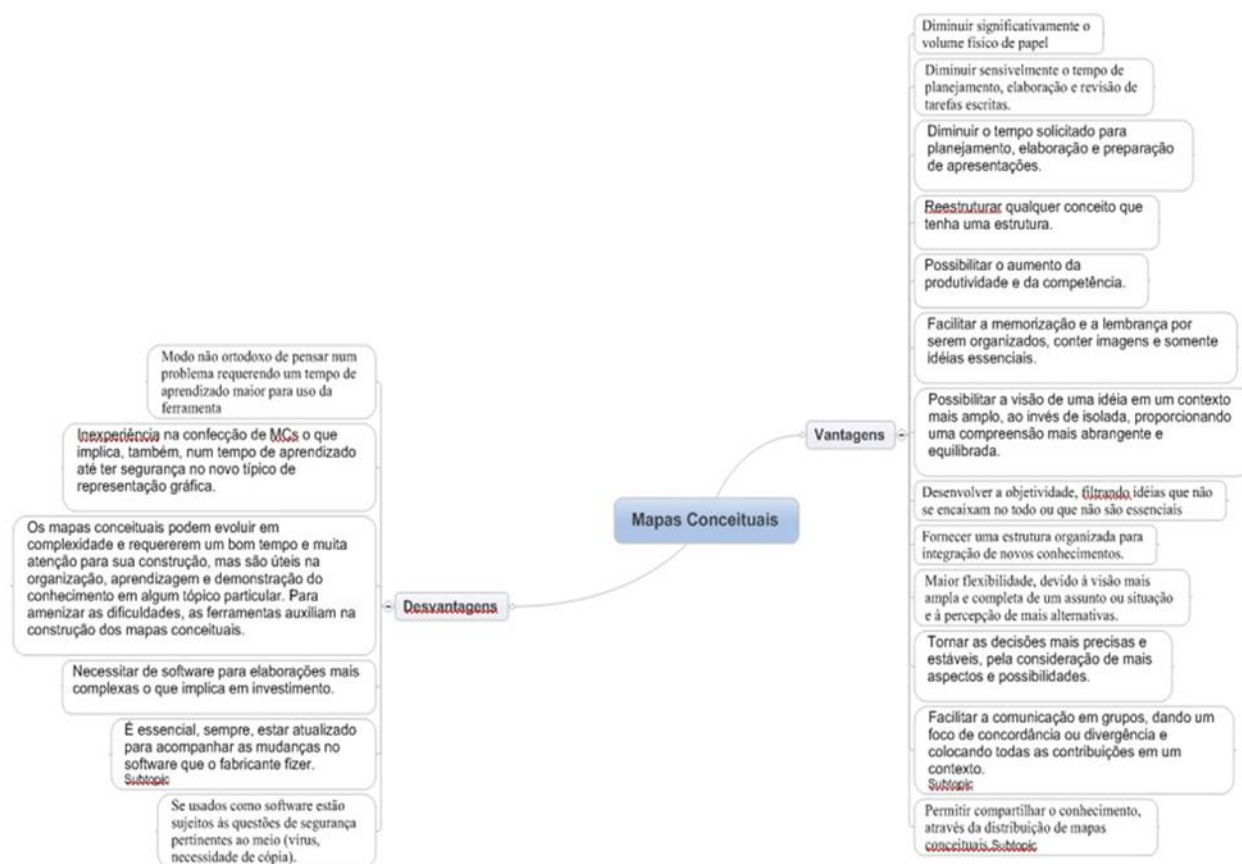 Mapas Conceituais
Vantagens
Diminuir significativamente o
volume físico de papel
Diminuir sensivelmente o tempo de
planejamento, elaboração e revisão de
tarefas escritas.
Diminuir o tempo solicitado para
planejamento, elaboração e preparação
de apresentações.
Reestruturar qualquer conceito que
tenha uma estrutura.
Possibilitar o aumento da
produtividade e da competência.
Facilitar a memorização e a lembrança por
serem organizados, conter imagens e somente
idéias essenciais.
Possibilitar a visão de uma idéia em um contexto
mais amplo, ao invés de isolada, proporcionando
uma compreensão mais abrangente e
equilibrada.
Desenvolver a objetividade, filtrando idéias que não
se encaixam no todo ou que não são essenciais
Fornecer uma estrutura organizada para
integração de novos conhecimentos.
Maior flexibilidade, devido à visão mais
ampla e completa de um assunto ou situação
e à percepção de mais alternativas.
Tornar as decisões mais precisas e
estáveis, pela consideração de mais
aspectos e possibilidades.
Facilitar a comunicação em grupos, dando um
foco de concordância ou divergência e
colocando todas as contribuições em um
contexto.
Subtopic
Permitir compartilhar o conhecimento,
através da distribuição de mapas
conceituais.Subtopic
Desvantagens
Modo não ortodoxo de pensar num
problema requerendo um tempo de
aprendizado maior para uso da
ferramenta
Inexperiência na confecção de MCs o que
implica, também, num tempo de aprendizado
até ter segurança no novo típico de
representação gráfica.
Os mapas conceituais podem evoluir em
complexidade e requererem um bom tempo e muita
atenção para sua construção, mas são úteis na
organização, aprendizagem e demonstração do
conhecimento em algum tópico particular. Para
amenizar as dificuldades, as ferramentas auxiliam na
construção dos mapas conceituais.
Necessitar de software para elaborações mais
complexas o que implica em investimento.
É essencial, sempre, estar atualizado
para acompanhar as mudanças no
software que o fabricante fizer.
Subtopic
Se usados como software estão
sujeitos às questões de segurança
pertinentes ao meio (vírus,
necessidade de cópia).